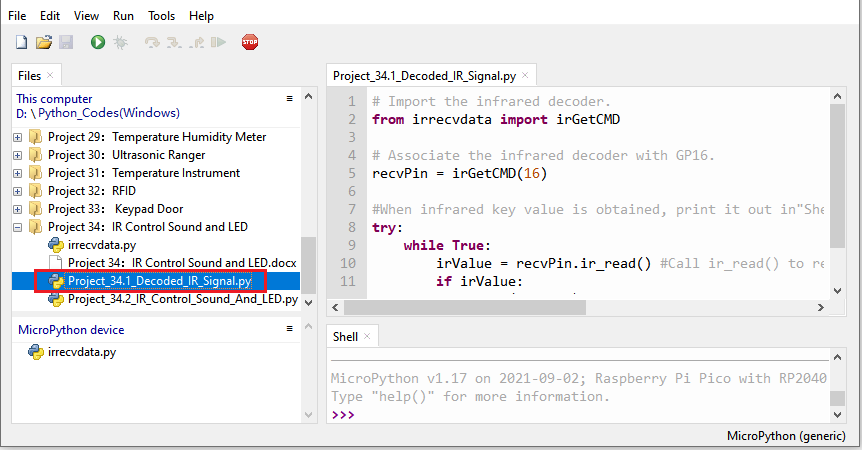 File Edit View Run Tools Help
STOP
Files ×
This computer ≡
D: \Python_Codes(Windows)
Project 29：Temperature Humidity Meter
Project 30：Ultrasonic Ranger
Project 31：Temperature Instrument
Project 32：RFID
Project 33： Keypad Door
Project 34：IR Control Sound and LED
irrecvdata.py
Project 34：IR Control Sound and LED.docx
Project_34.1_Decoded_IR_Signal.py
Project_34.2_IR_Control_Sound_And_LED.py
MicroPython device ≡
irrecvdata.py
Project_34.1_Decoded_IR_Signal.py ×
1 # Import the infrared decoder.
2 from irrecvdata import irGetCMD
3
4 # Associate the infrared decoder with GP16.
5 recvPin = irGetCMD(16)
6
7 #When infrared key value is obtained, print it out in"She
8 try:
9 while True:
10 irValue = recvPin.ir_read() #Call ir_read() to re
11 if irValue:
Shell ×
MicroPython v1.17 on 2021-09-02; Raspberry Pi Pico with RP2040
Type "help()" for more information.
>>>
MicroPython (generic)